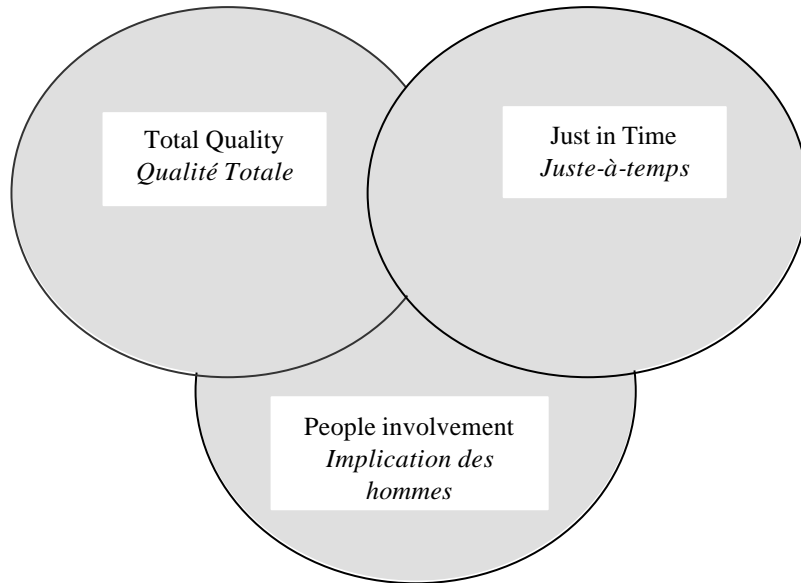 Total Quality
Qualité Totale
Just in Time
Juste-à-temps
People involvement
Implication des
hommes